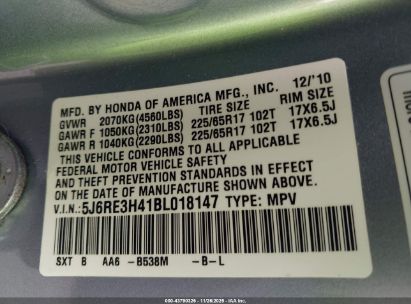 MFD. BY HONDA OF AMERICA MFG., INC. 12/'10
GVWR 2070KG(4560LBS) TIRE SIZE RIM SIZE
GAWR F 1050KG(2310LBS) 225/65R17 102T 17X6.5J
GAWR R 1040KG(2290LBS) 225/65R17 102T 17X6.5J
THIS VEHICLE CONFORMS TO ALL APPLICABLE
FEDERAL MOTOR VEHICLE SAFETY
AND THEFT PREVENTION STANDARDS IN EFFECT
ON THE DATE OF MANUFACTURE SHOWN ABOVE.
V.I.N: 5J6RE3H41BL018147 TYPE: MPV
SXT B AA6 -B538M -B-L